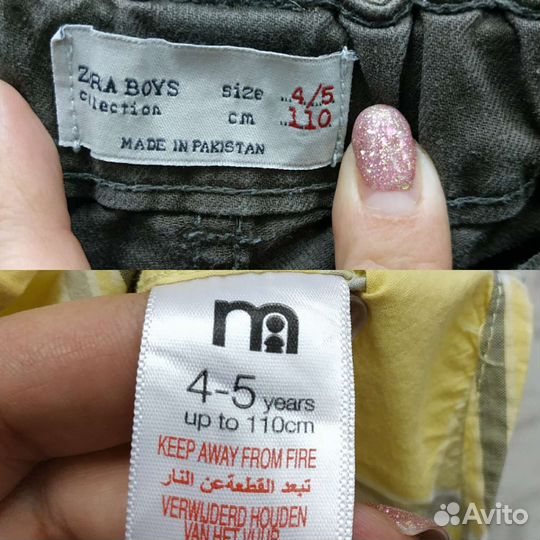 ZRA BOYS size 4/5
cllection cm 110
MADE IN PAKISTAN
m
4-5 years
up to 110cm
KEEP AWAY FROM FIRE
تبعد القطعة عن النار
VERWIJDERD HOUDEN
VAN HET VUUR
Avito